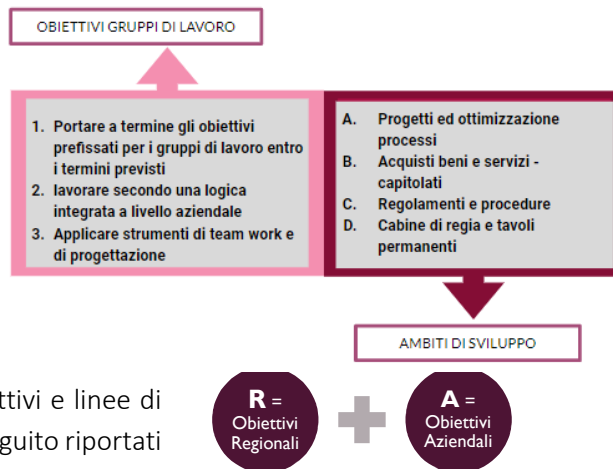 OBIETTIVI GRUPPI DI LAVORO
1. Portare a termine gli obiettivi
prefissati per i gruppi di lavoro entro
i termini previsti
2. lavorare secondo una logica
integrata a livello aziendale
3. Applicare strumenti di team work e
di progettazione
A. Progetti ed ottimizzazione
processi
B. Acquisti beni e servizi -
capitolati
C. Regolamenti e procedure
D. Cabine di regia e tavoli
permanenti
AMBITI DI SVILUPPO
ttivi e linee di
guito riportati
R =
Obiettivi
Regionali
A =
Obiettivi
Aziendali